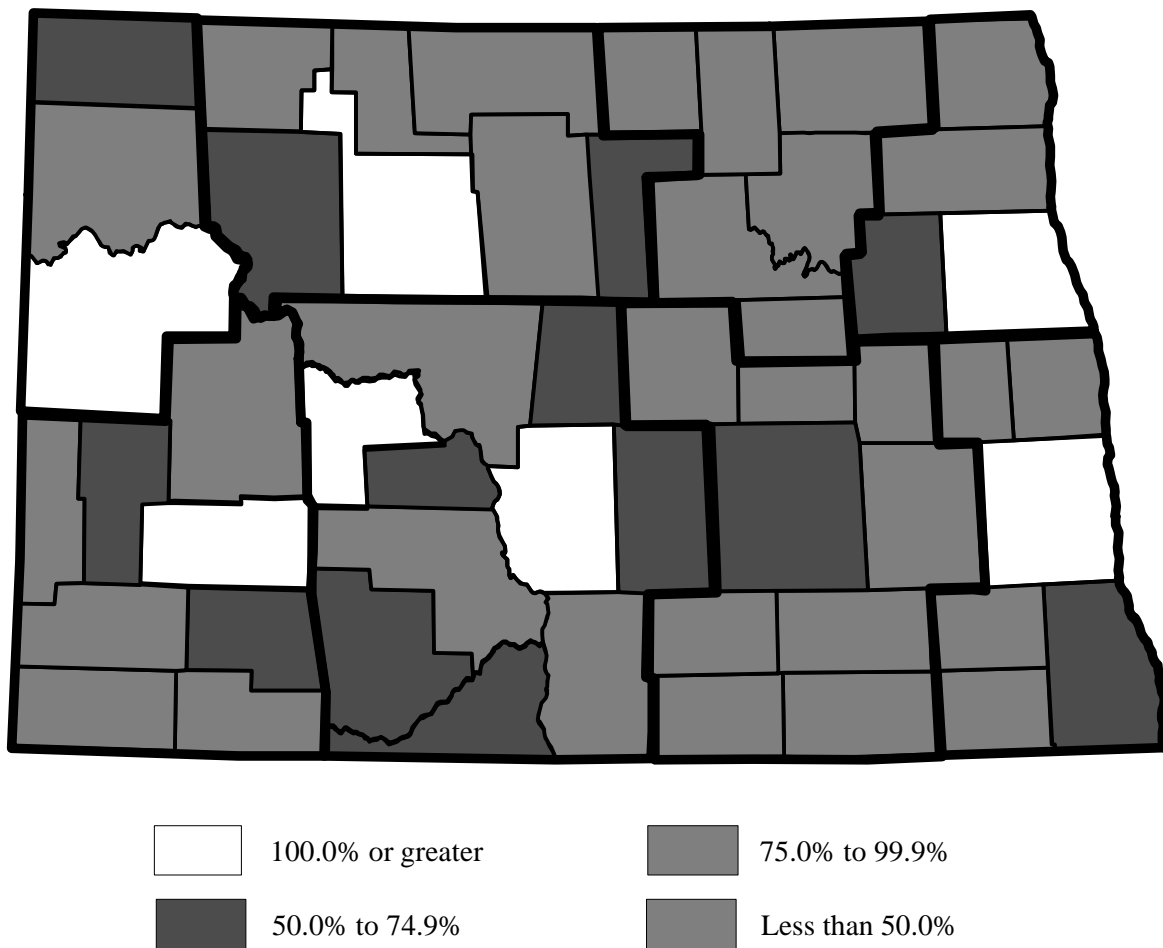 100.0% or greater
75.0% to 99.9%
50.0% to 74.9%
Less than 50.0%